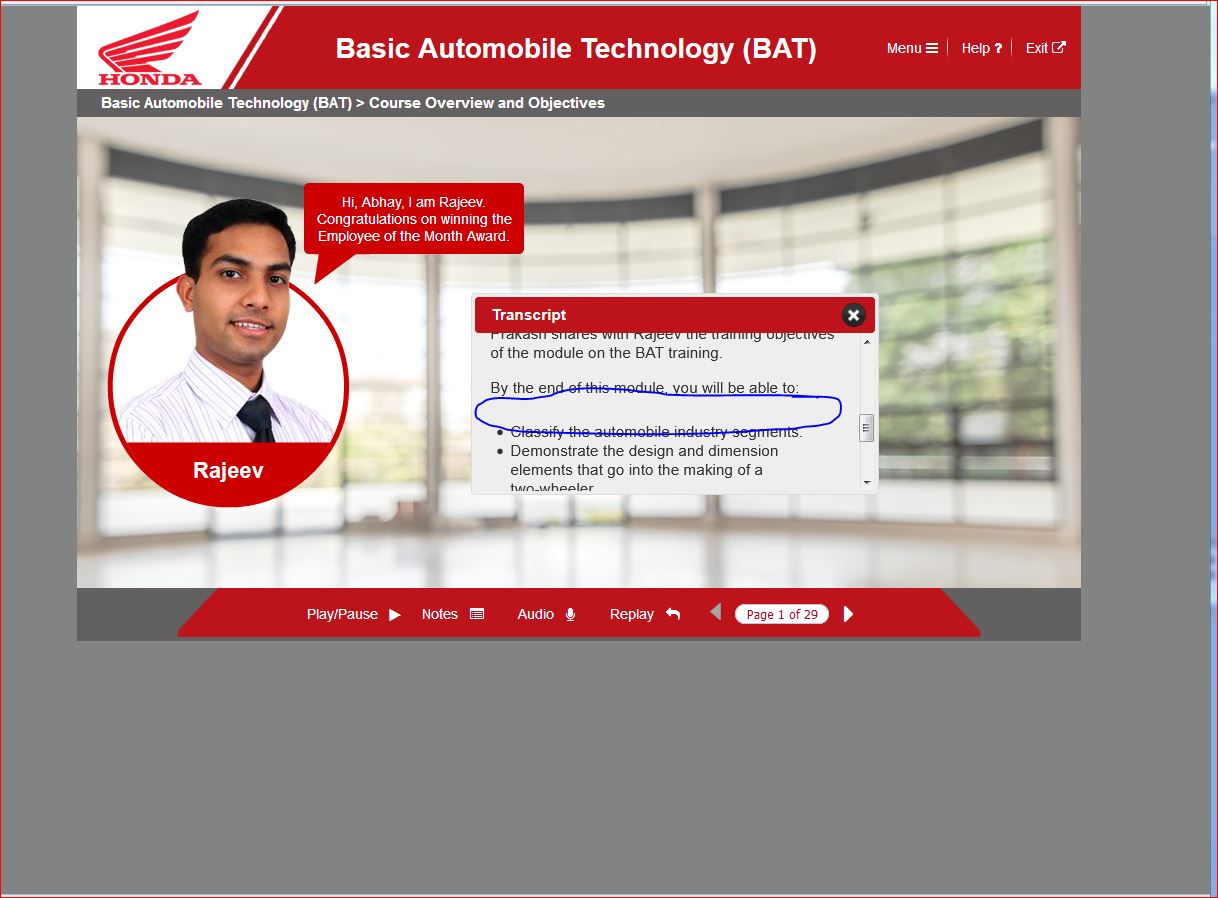 HONDA
Basic Automobile Technology (BAT)
Menu
Help ?
Exit
Basic Automobile Technology (BAT) > Course Overview and Objectives
Hi, Abhay, I am Rajeev.
Congratulations on winning the
Employee of the Month Award.
Rajeev
Transcript
Prakash shares with Rajeev the training objectives
of the module on the BAT training.
By the end of this module, you will be able to:
• Classify the automobile industry segments.
• Demonstrate the design and dimension
elements that go into the making of a
two-wheeler
Play/Pause
Notes
Audio
Replay
Page 1 of 29